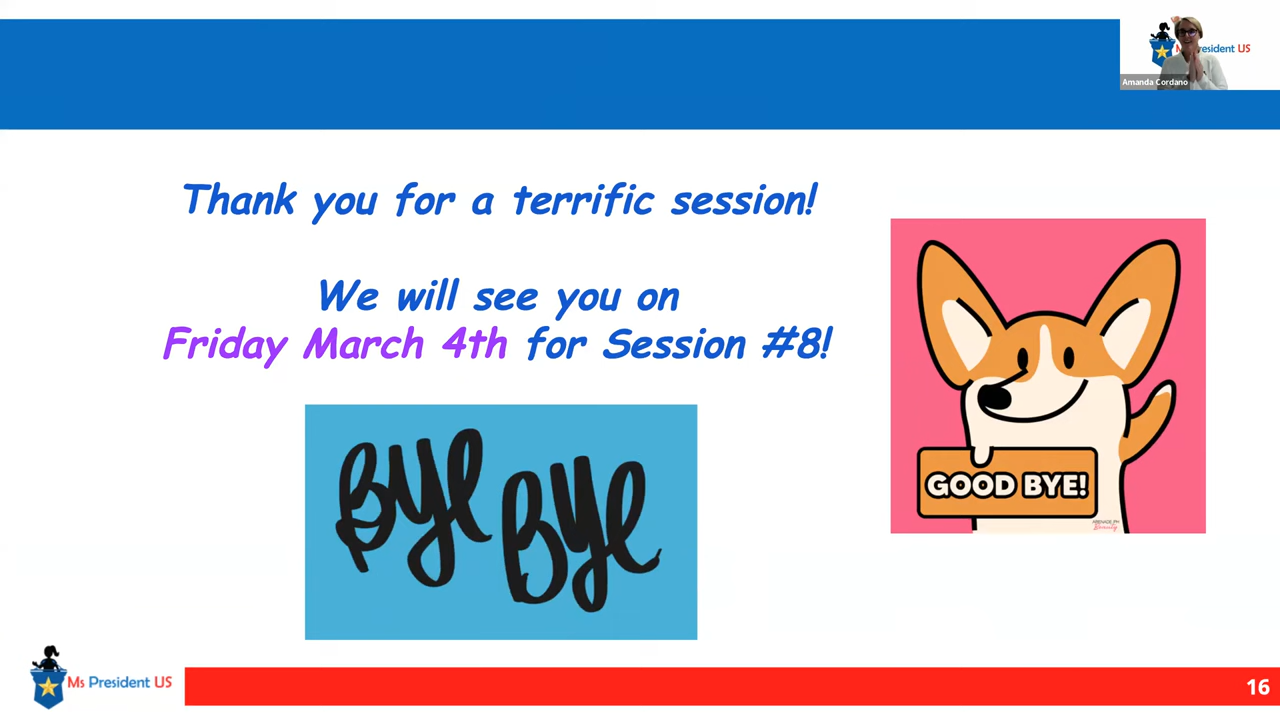 Ms President US
Amanda Cordano
Thank you for a terrific session!
We will see you on
Friday March 4th for Session #8!
Bye Bye
GOOD BYE!
Ms President US
16